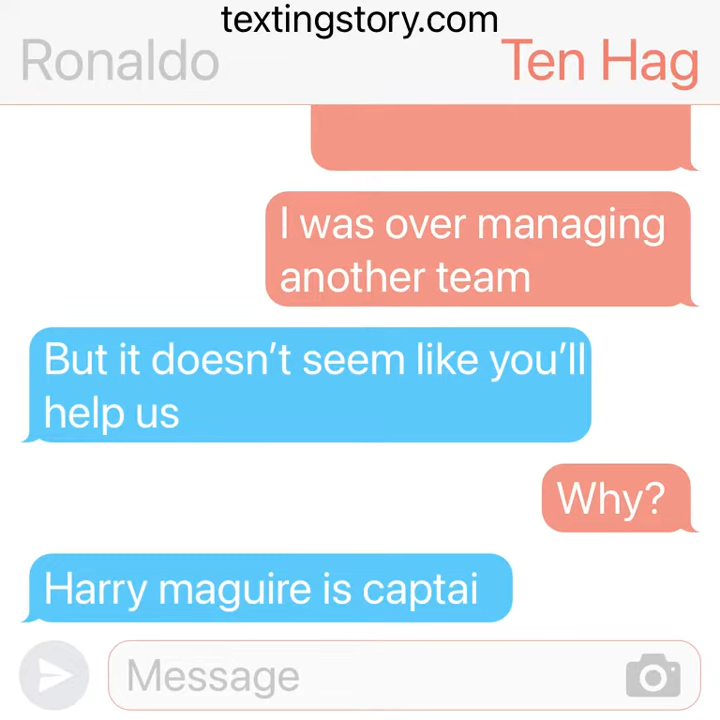 textingstory.com
Ronaldo
Ten Hag
I was over managing
another team
But it doesn’t seem like you’ll
help us
Why?
Harry maguire is captai
Message